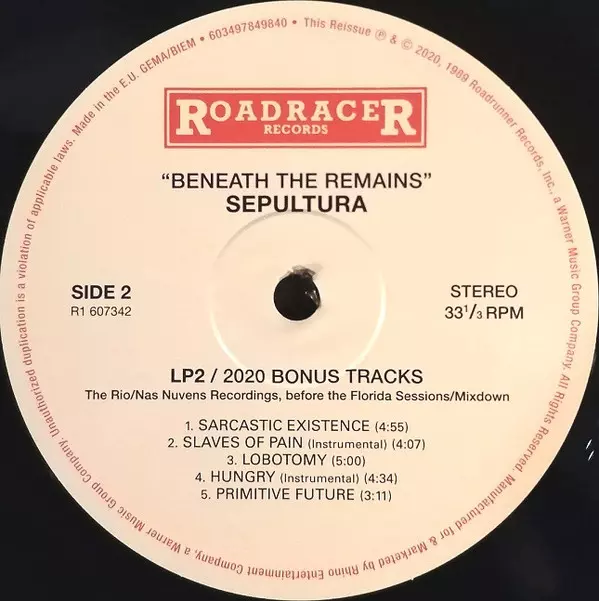 Made in the E.U. GEMA/BIEM • 603497849840 • This Reissue Ⓟ & © 2020, 1989 Roadrunner Records, Inc., a Warner Music Group Company. All Rights Reserved. Manufactured for & Marketed by Rhino Entertainment Company, a Warner Music Group Company. Unauthorized duplication is a violation of applicable laws.
ROADRACER
RECORDS
“BENEATH THE REMAINS”
SEPULTURA
SIDE 2
R1 607342
STEREO
33¹/₃ RPM
LP2 / 2020 BONUS TRACKS
The Rio/Nas Nuvens Recordings, before the Florida Sessions/Mixdown
1. SARCASTIC EXISTENCE (4:55)
2. SLAVES OF PAIN (Instrumental) (4:07)
3. LOBOTOMY (5:00)
4. HUNGRY (Instrumental) (4:34)
5. PRIMITIVE FUTURE (3:11)